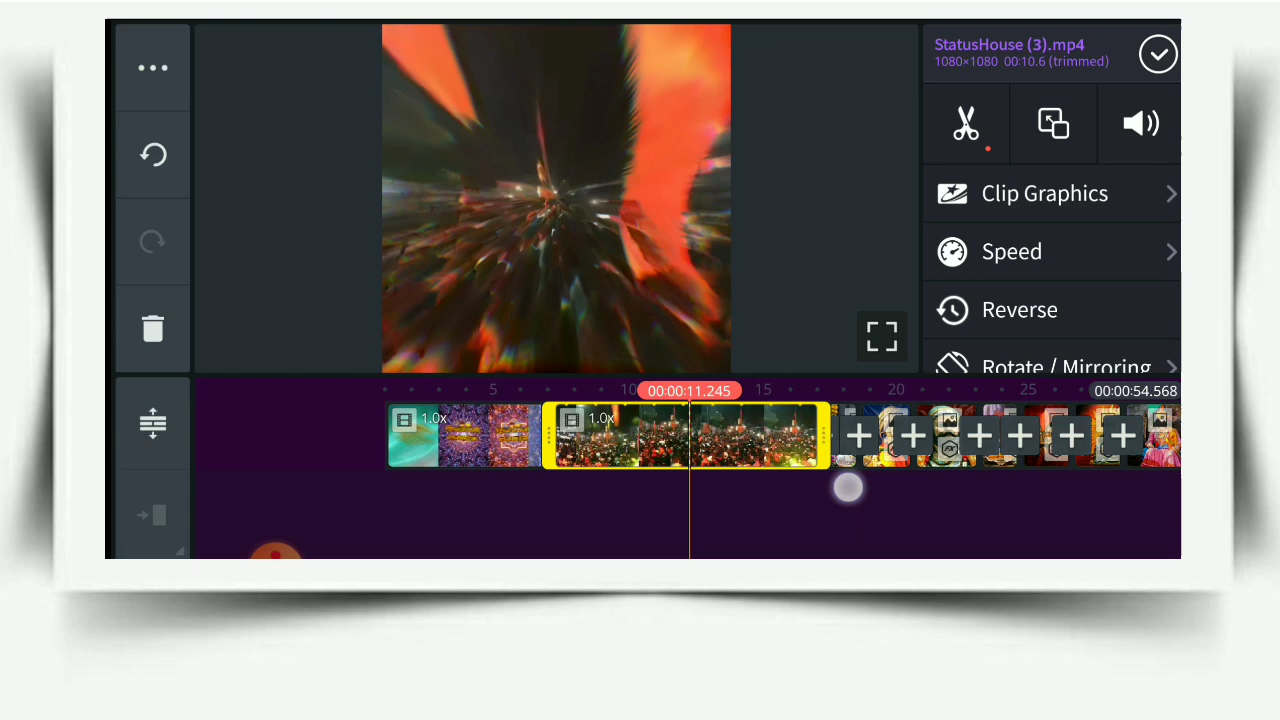 StatusHouse (3).mp4
1080×1080 00:10.6 (trimmed)
Clip Graphics
Speed
Reverse
Rotate / Mirroring
5
10
00:00:11.245
15
20
25
00:00:54.568
1.0x
1.0x